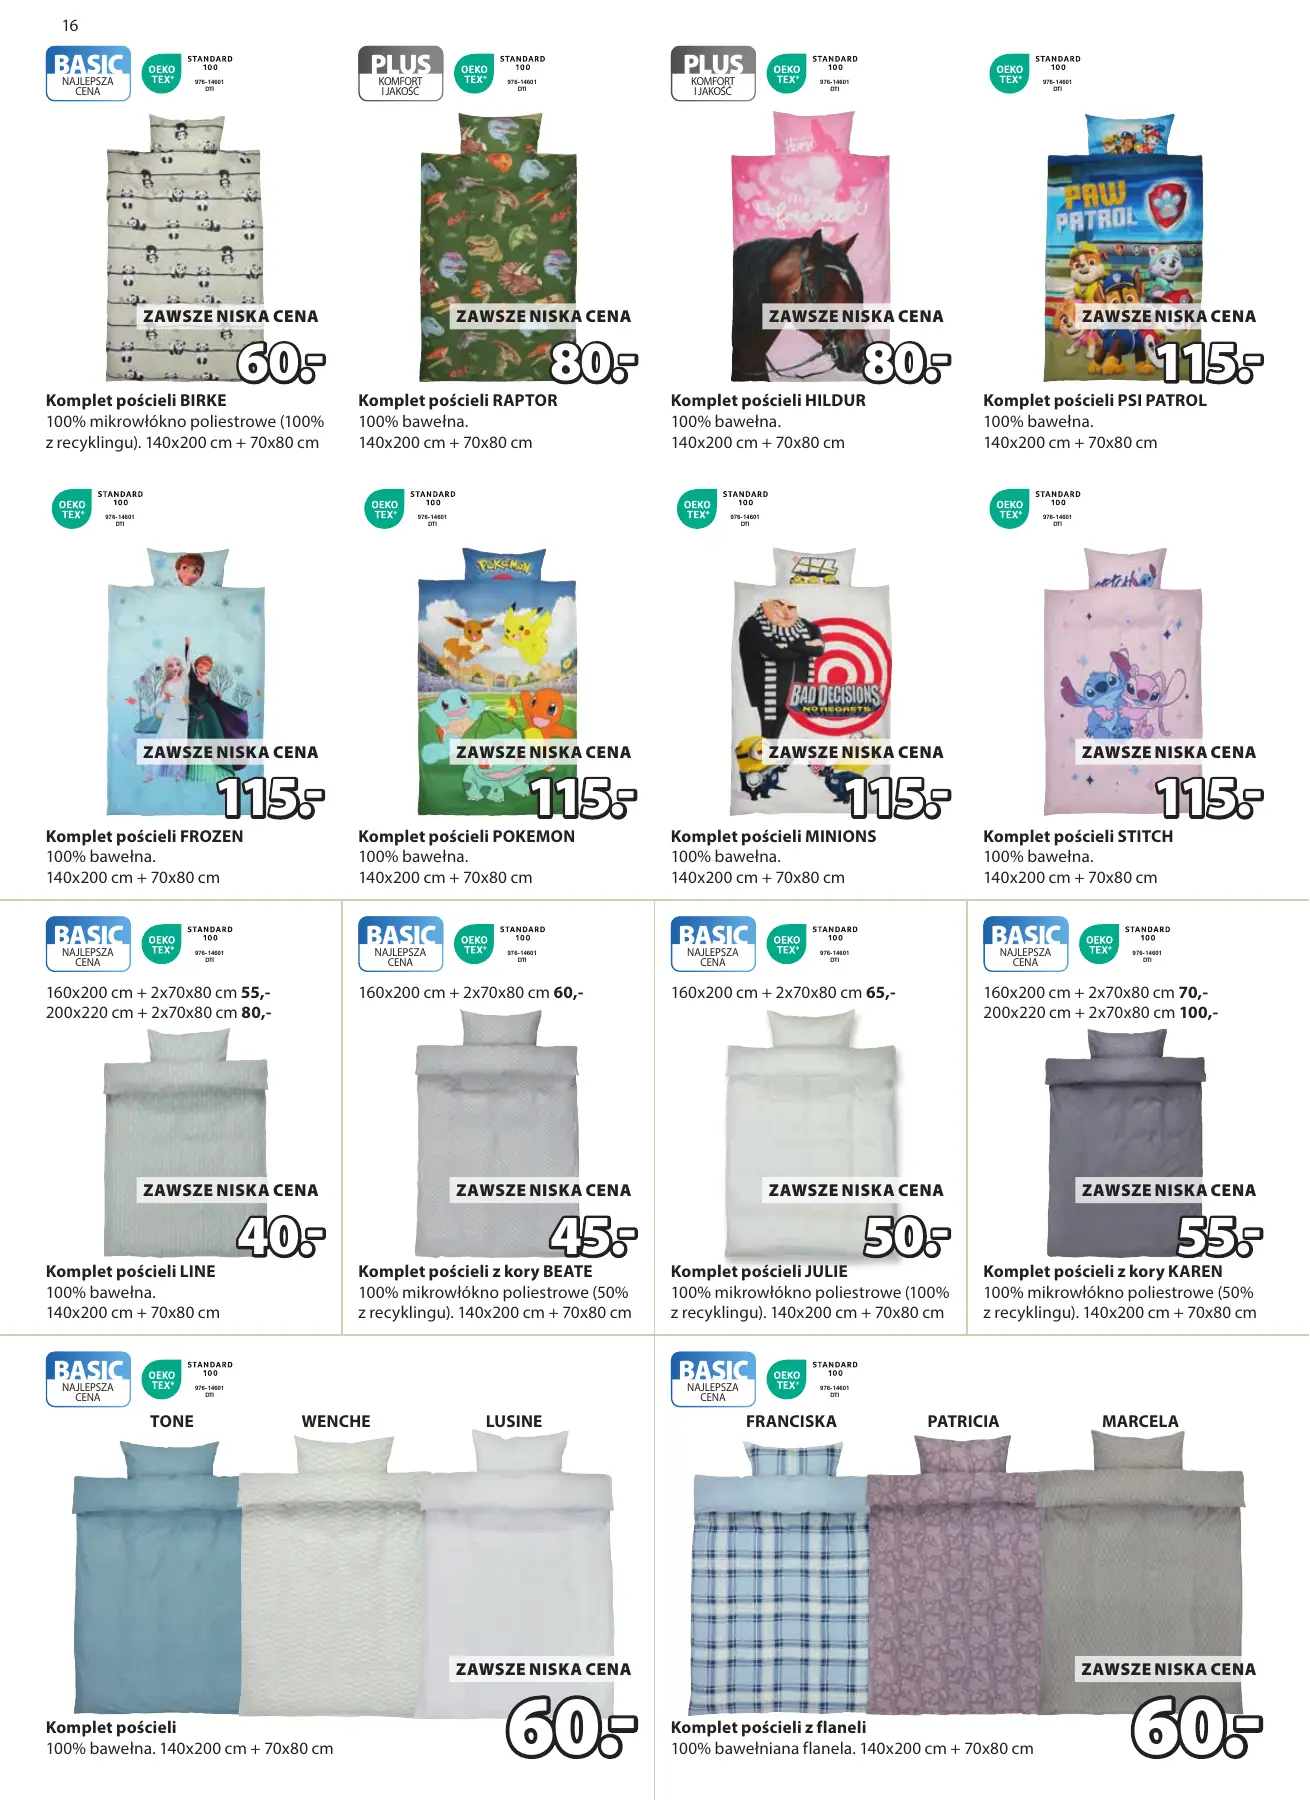 16
BASIC
NAJLEPSZA
CENA
OEKO
TEX®
STANDARD
100
976-14601
DTI
ZAWSZE NISKA CENA
60.-
Komplet pościeli BIRKE
100% mikrowłókno poliestrowe (100%
z recyklingu). 140x200 cm + 70x80 cm
PLUS
KOMFORT
I JAKOŚĆ
OEKO
TEX®
STANDARD
100
976-14601
DTI
ZAWSZE NISKA CENA
80.-
Komplet pościeli RAPTOR
100% bawełna.
140x200 cm + 70x80 cm
PLUS
KOMFORT
I JAKOŚĆ
OEKO
TEX®
STANDARD
100
976-14601
DTI
ZAWSZE NISKA CENA
80.-
Komplet pościeli HILDUR
100% bawełna.
140x200 cm + 70x80 cm
OEKO
TEX®
STANDARD
100
976-14601
DTI
PAW
PATROL
ZAWSZE NISKA CENA
115.-
Komplet pościeli PSI PATROL
100% bawełna.
140x200 cm + 70x80 cm
OEKO
TEX®
STANDARD
100
976-14601
DTI
ZAWSZE NISKA CENA
115.-
Komplet pościeli FROZEN
100% bawełna.
140x200 cm + 70x80 cm
OEKO
TEX®
STANDARD
100
976-14601
DTI
POKEMON
ZAWSZE NISKA CENA
115.-
Komplet pościeli POKEMON
100% bawełna.
140x200 cm + 70x80 cm
OEKO
TEX®
STANDARD
100
976-14601
DTI
BAD DECISIONS
NO REGRETS
ZAWSZE NISKA CENA
115.-
Komplet pościeli MINIONS
100% bawełna.
140x200 cm + 70x80 cm
OEKO
TEX®
STANDARD
100
976-14601
DTI
ZAWSZE NISKA CENA
115.-
Komplet pościeli STITCH
100% bawełna.
140x200 cm + 70x80 cm
BASIC
NAJLEPSZA
CENA
OEKO
TEX®
STANDARD
100
976-14601
DTI
160x200 cm + 2x70x80 cm 55,-
200x220 cm + 2x70x80 cm 80,-
ZAWSZE NISKA CENA
40.-
Komplet pościeli LINE
100% bawełna.
140x200 cm + 70x80 cm
BASIC
NAJLEPSZA
CENA
OEKO
TEX®
STANDARD
100
976-14601
DTI
160x200 cm + 2x70x80 cm 60,-
ZAWSZE NISKA CENA
45.-
Komplet pościeli z kory BEATE
100% mikrowłókno poliestrowe (50%
z recyklingu). 140x200 cm + 70x80 cm
BASIC
NAJLEPSZA
CENA
OEKO
TEX®
STANDARD
100
976-14601
DTI
160x200 cm + 2x70x80 cm 65,-
ZAWSZE NISKA CENA
50.-
Komplet pościeli JULIE
100% mikrowłókno poliestrowe (100%
z recyklingu). 140x200 cm + 70x80 cm
BASIC
NAJLEPSZA
CENA
OEKO
TEX®
STANDARD
100
976-14601
DTI
160x200 cm + 2x70x80 cm 70,-
200x220 cm + 2x70x80 cm 100,-
ZAWSZE NISKA CENA
55.-
Komplet pościeli z kory KAREN
100% mikrowłókno poliestrowe (50%
z recyklingu). 140x200 cm + 70x80 cm
BASIC
NAJLEPSZA
CENA
OEKO
TEX®
STANDARD
100
976-14601
DTI
TONE
WENCHE
LUSINE
ZAWSZE NISKA CENA
60.-
Komplet pościeli
100% bawełna. 140x200 cm + 70x80 cm
BASIC
NAJLEPSZA
CENA
OEKO
TEX®
STANDARD
100
976-14601
DTI
FRANCISKA
PATRICIA
MARCELA
ZAWSZE NISKA CENA
60.-
Komplet pościeli z flaneli
100% bawełniana flanela. 140x200 cm + 70x80 cm